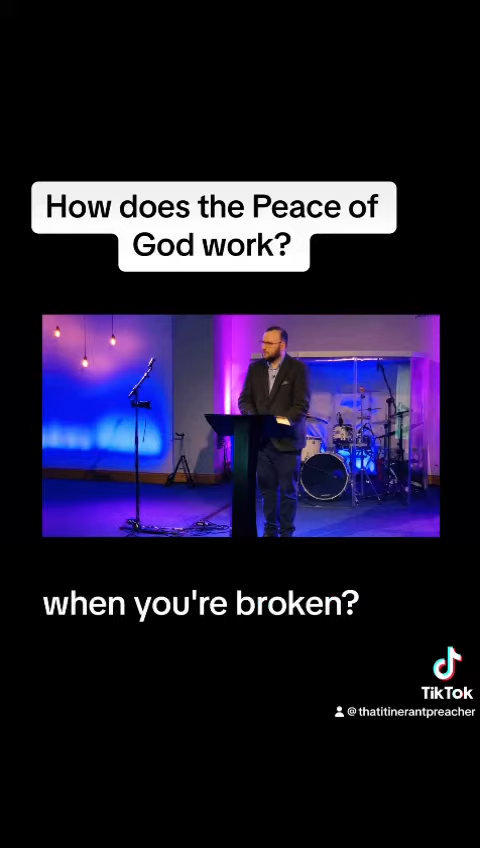 How does the Peace of
God work?
when you're broken?
TikTok
@thatitinerantpreacher